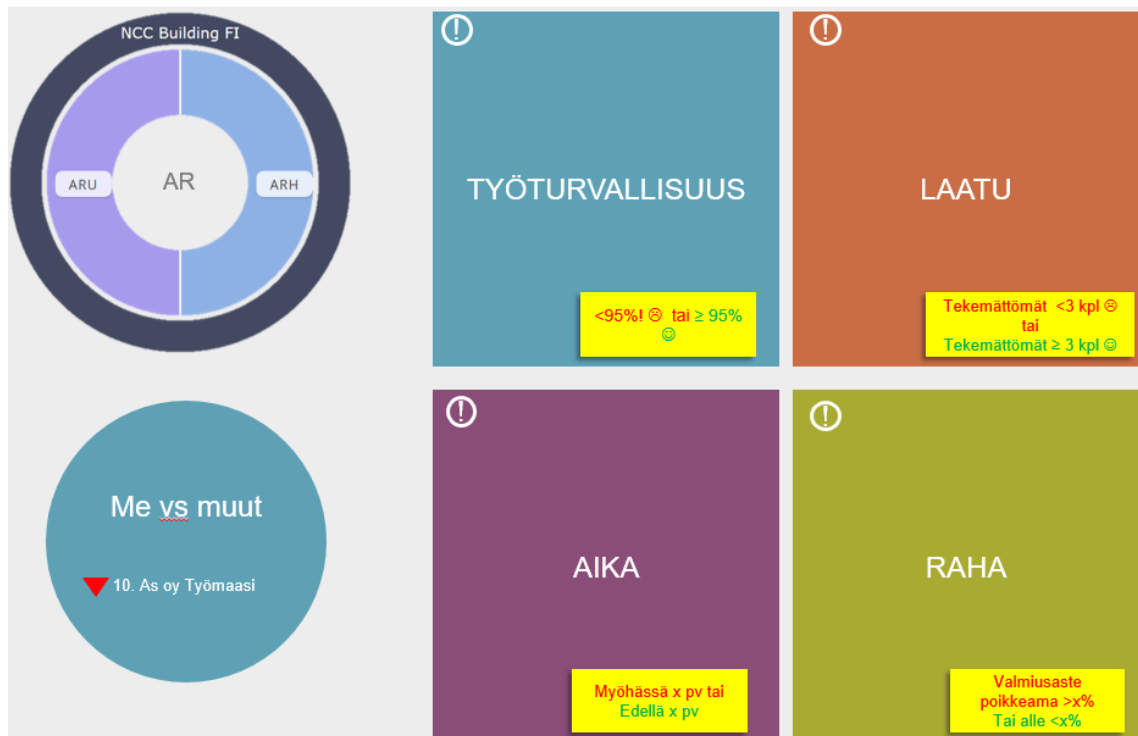 NCC Building FI
ARU
AR
ARH
TYÖTURVALLISUUS
<95%! ☹ tai ≥ 95%
☺
LAATU
Tekemättömät <3 kpl ☹
tai
Tekemättömät ≥ 3 kpl ☺
Me vs muut
10. As oy Työmaasi
AIKA
Myöhässä x pv tai
Edellä x pv
RAHA
Valmiusaste
poikkeama >x%
Tai alle <x%